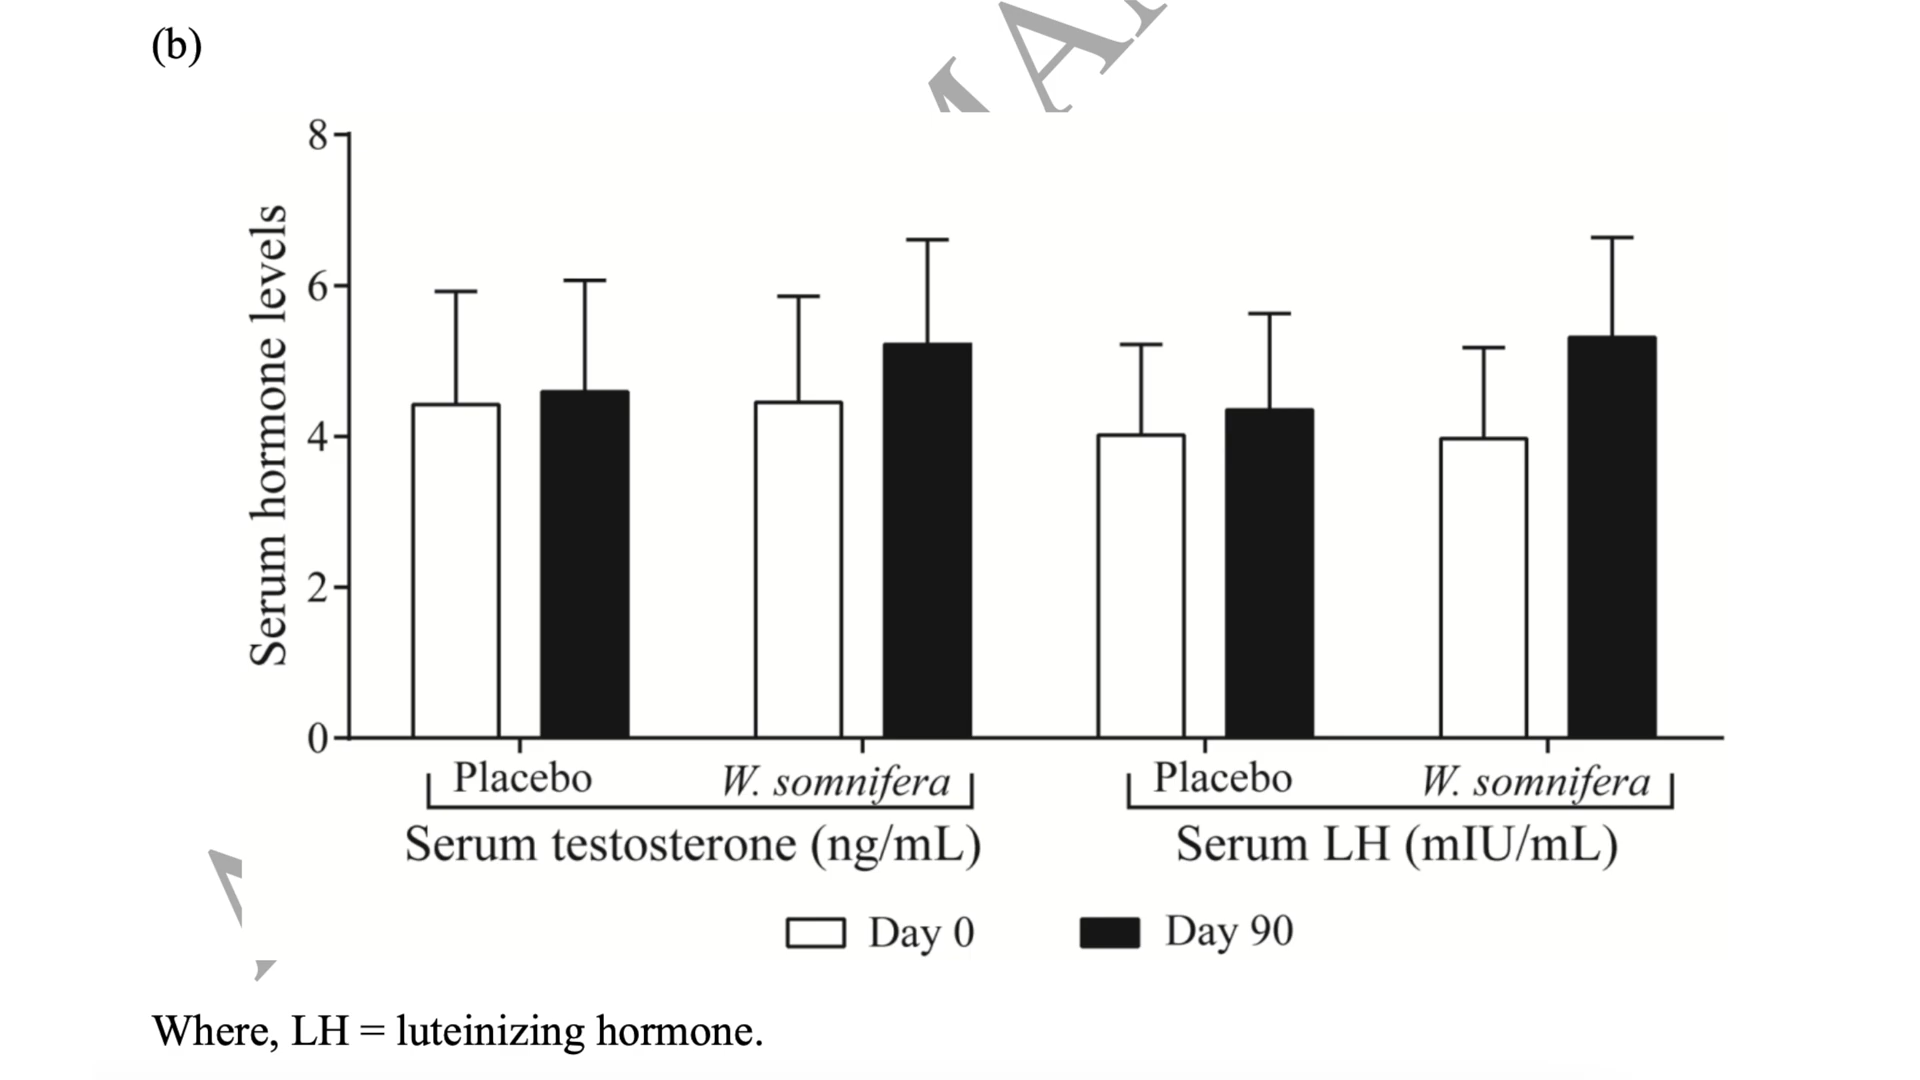 (b)
8
6
4
2
0
Serum hormone levels
Placebo W. somnifera Placebo W. somnifera
Serum testosterone (ng/mL) Serum LH (mIU/mL)
Day 0 Day 90
Where, LH = luteinizing hormone.